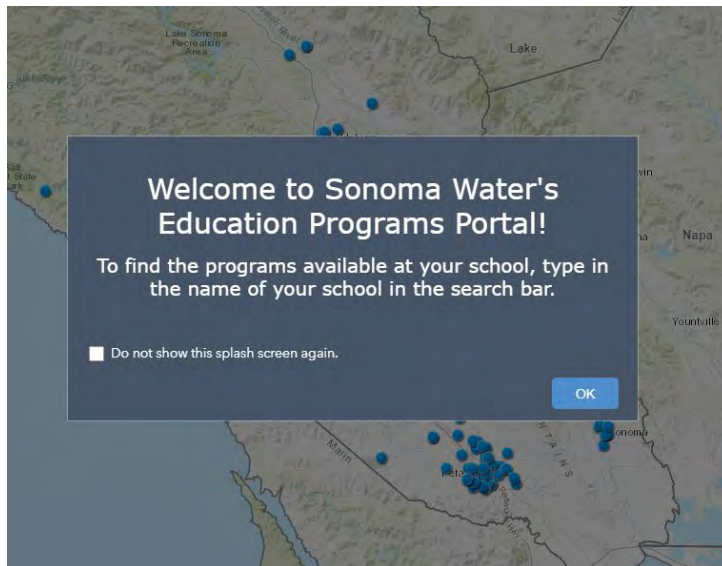 Lake Sonoma
Recreation
Area
Lake
Welcome to Sonoma Water's
Education Programs Portal!
To find the programs available at your school, type in
the name of your school in the search bar.
Do not show this splash screen again.
OK
Napa
Yountville
Marin